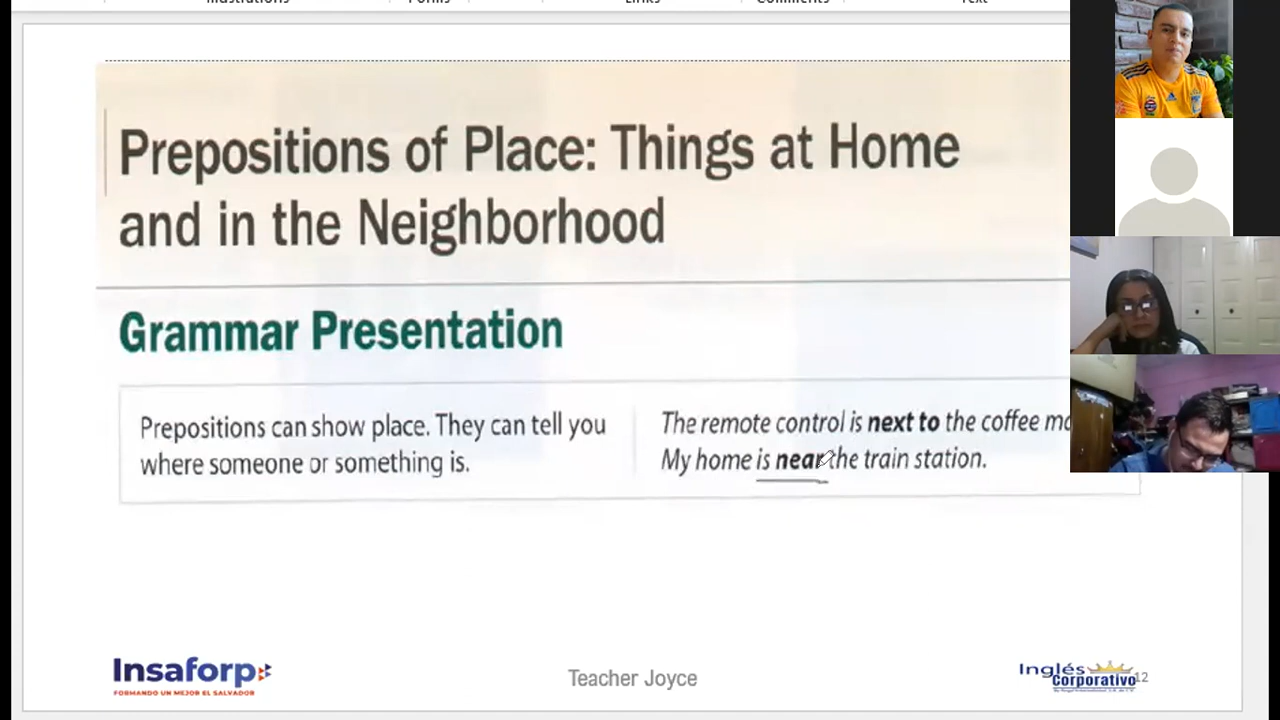 Illustrations Forms Links Comments Text
Prepositions of Place: Things at Home
and in the Neighborhood
Grammar Presentation
Prepositions can show place. They can tell you
where someone or something is.
The remote control is next to the coffee
My home is near the train station.
Insaforp
FORMANDO UN MEJOR EL SALVADOR
Teacher Joyce
Inglés
Corporativo
12